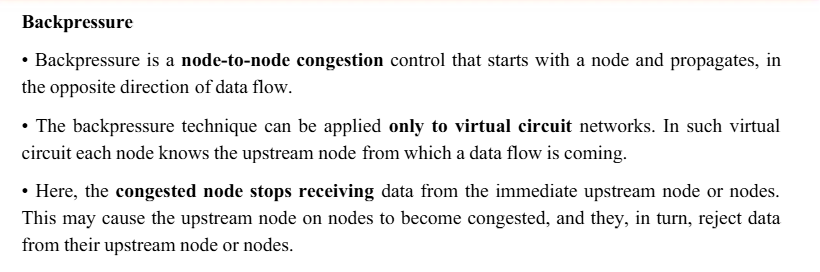 Backpressure
• Backpressure is a node-to-node congestion control that starts with a node and propagates, in
the opposite direction of data flow.
• The backpressure technique can be applied only to virtual circuit networks. In such virtual
circuit each node knows the upstream node from which a data flow is coming.
• Here, the congested node stops receiving data from the immediate upstream node or nodes.
This may cause the upstream node on nodes to become congested, and they, in turn, reject data
from their upstream node or nodes.